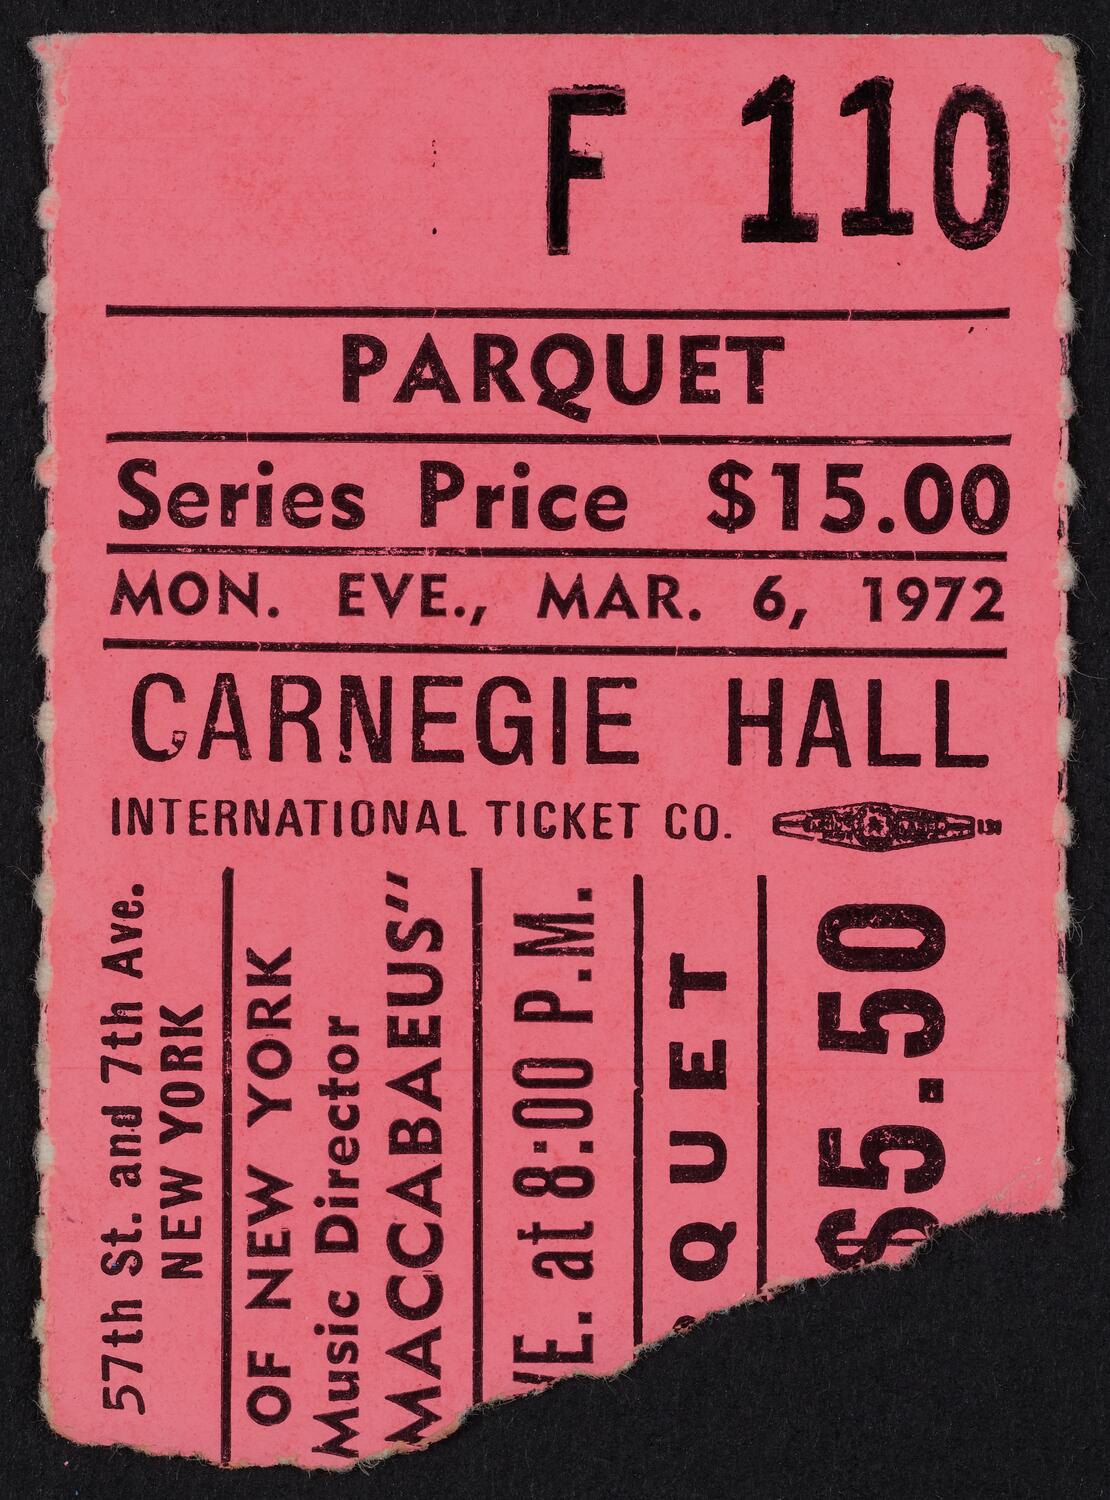 F 110
PARQUET
Series Price $15.00
MON. EVE., MAR. 6, 1972
CARNEGIE HALL
INTERNATIONAL TICKET CO.
57th St. and 7th Ave.
NEW YORK
OF NEW YORK
Music Director
MACCABAEUS”
VE. at 8:00 P.M.
QUET
$5.50